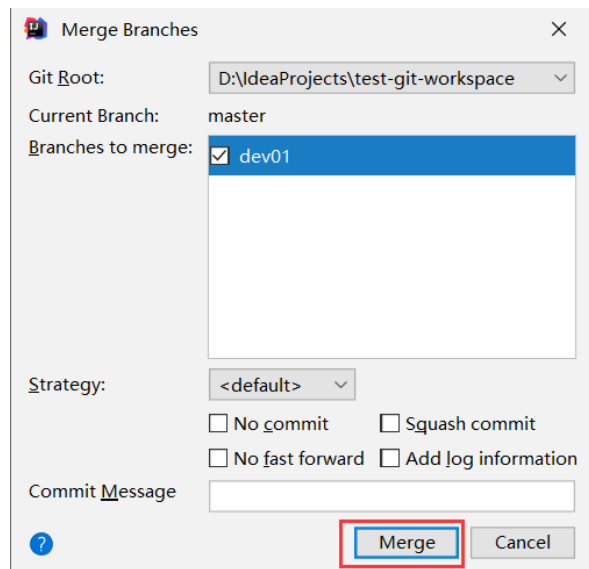 Merge Branches
Git Root: D:\IdeaProjects\test-git-workspace
Current Branch: master
Branches to merge: dev01
Strategy: <default>
No commit Squash commit
No fast forward Add log information
Commit Message
? Merge Cancel